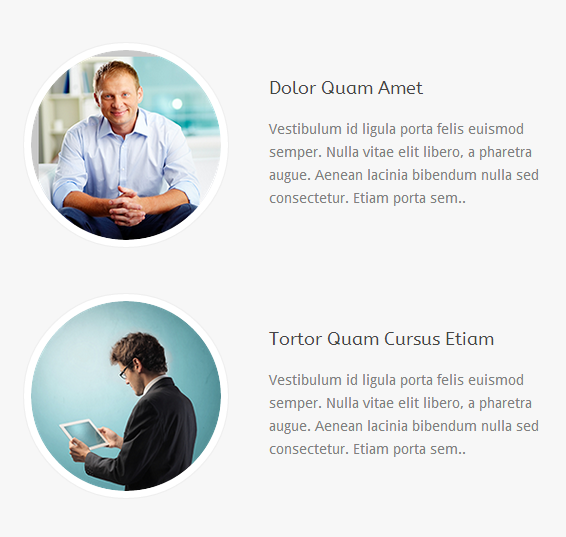 Dolor Quam Amet
Vestibulum id ligula porta felis euismod
semper. Nulla vitae elit libero, a pharetra
augue. Aenean lacinia bibendum nulla sed
consectetur. Etiam porta sem..
Tortor Quam Cursus Etiam
Vestibulum id ligula porta felis euismod
semper. Nulla vitae elit libero, a pharetra
augue. Aenean lacinia bibendum nulla sed
consectetur. Etiam porta sem..